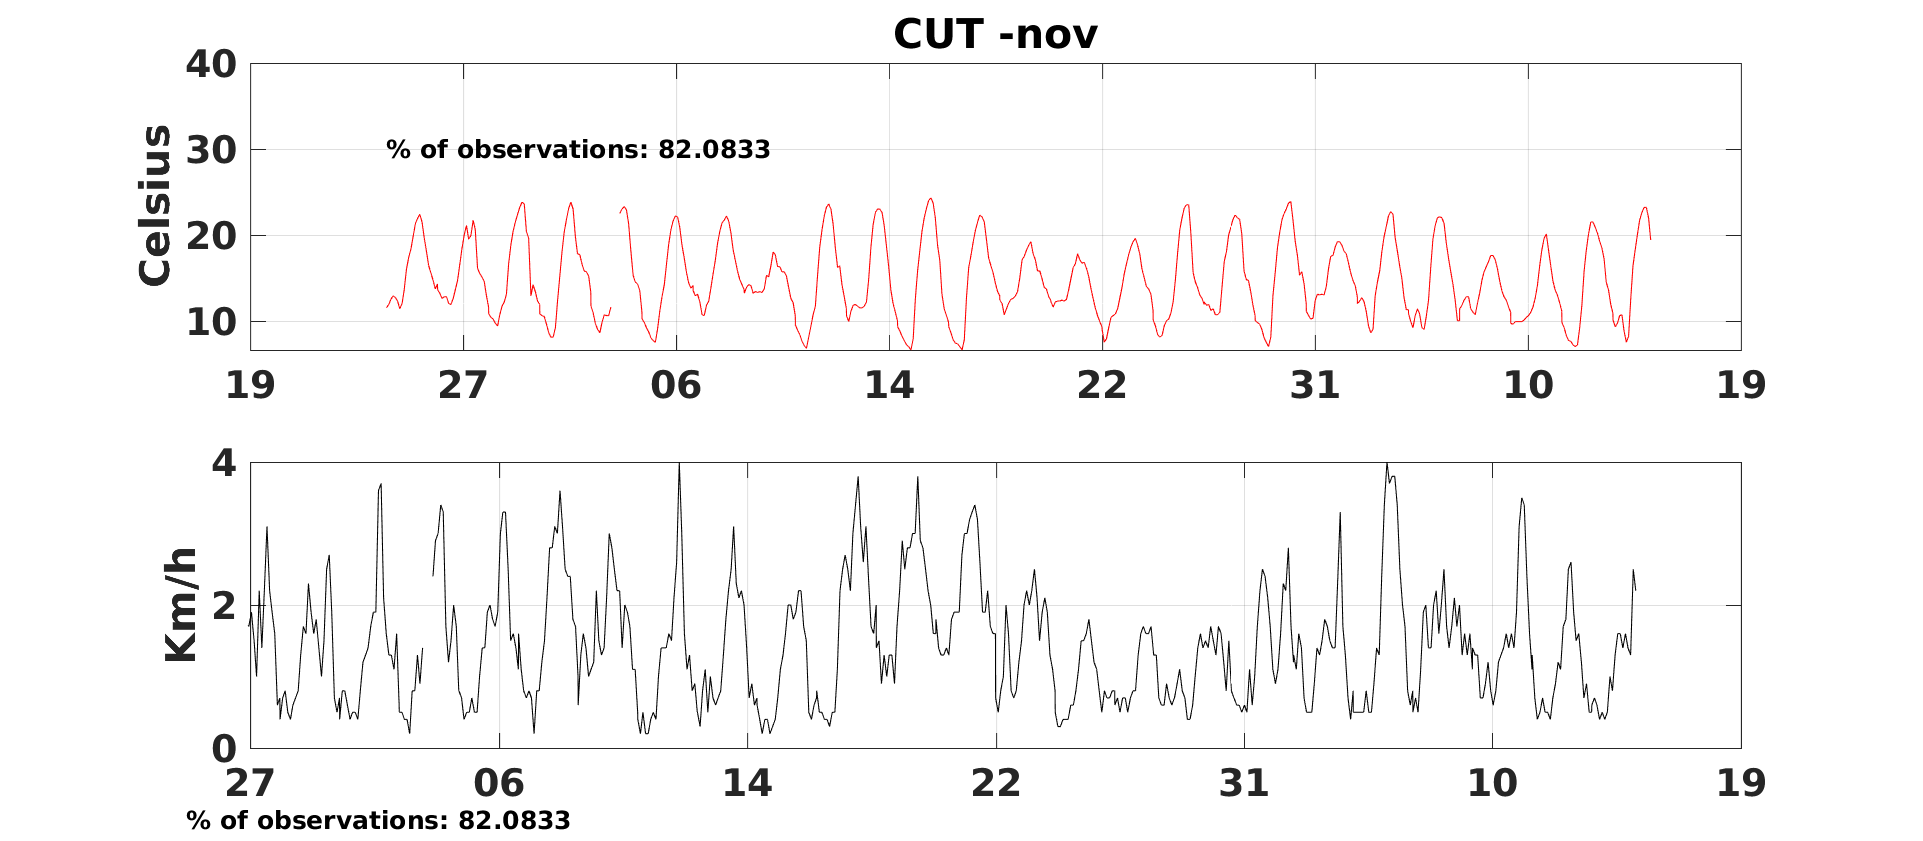 CUT -nov
40
30
20
10
Celsius
% of observations: 82.0833
19 27 06 14 22 31 10 19
4
2
0
Km/h
27 06 14 22 31 10 19
% of observations: 82.0833